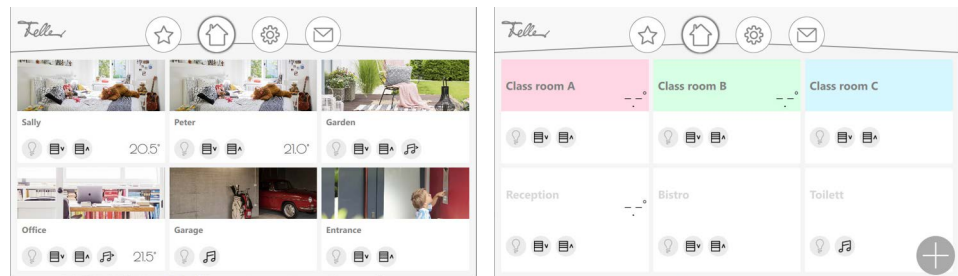 Feller
Sally
Peter
Garden
20.5°
21.0°
Office
Garage
Entrance
21.5°
Feller
Class room A
Class room B
Class room C
--.-°
--.-°
Reception
Bistro
Toilett
--.-°